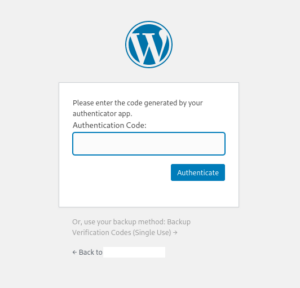 Please enter the code generated by your
authenticator app.
Authentication Code:
Authenticate
Or, use your backup method: Backup
Verification Codes (Single Use) →
← Back to